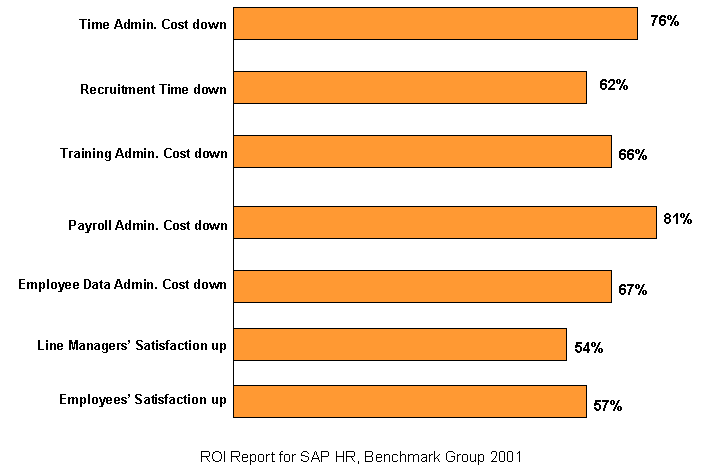 Time Admin. Cost down 76%
Recruitment Time down 62%
Training Admin. Cost down 66%
Payroll Admin. Cost down 81%
Employee Data Admin. Cost down 67%
Line Managers’ Satisfaction up 54%
Employees’ Satisfaction up 57%
ROI Report for SAP HR, Benchmark Group 2001